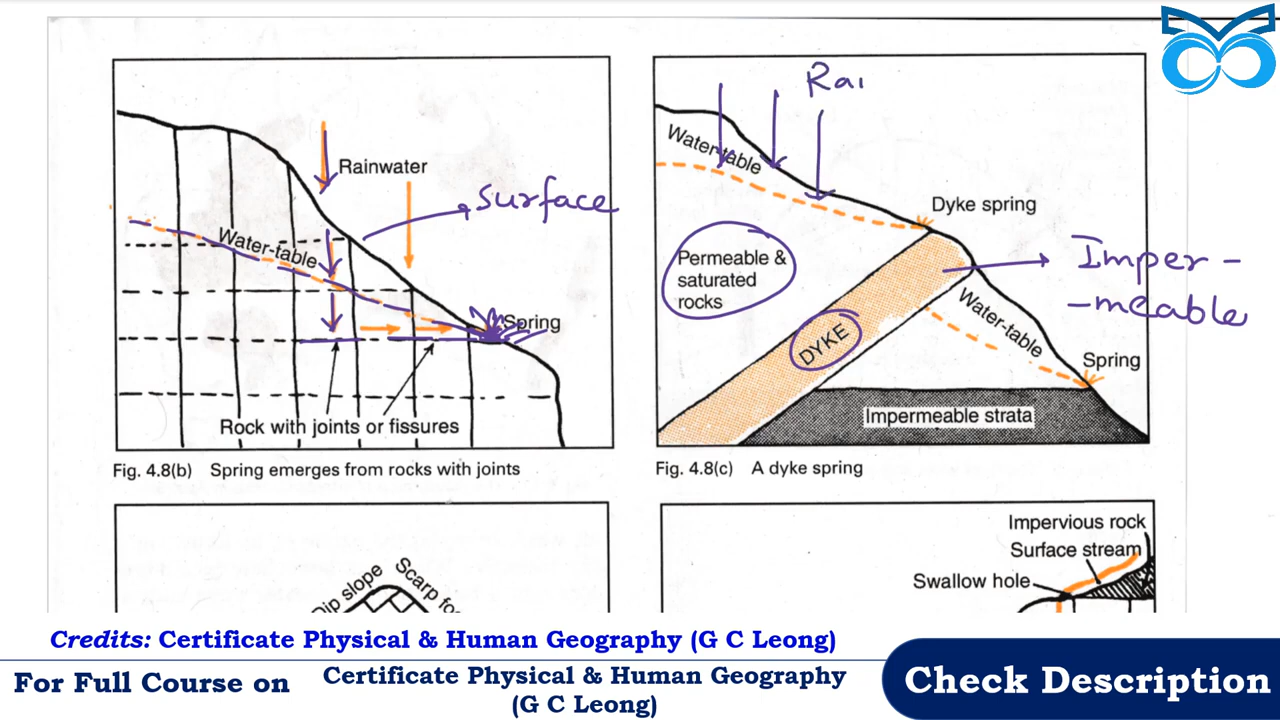 Rainwater
Surface
Water-table
Spring
Rock with joints or fissures
Fig. 4.8(b) Spring emerges from rocks with joints
Rai
Water-table
Dyke spring
Permeable &
saturated
rocks
Imper -
-meable
DYKE
Water-table
Spring
Impermeable strata
Fig. 4.8(c) A dyke spring
Dip slope
Scarp fo
Impervious rock
Surface stream
Swallow hole
Credits: Certificate Physical & Human Geography (G C Leong)
For Full Course on
Certificate Physical & Human Geography
(G C Leong)
Check Description